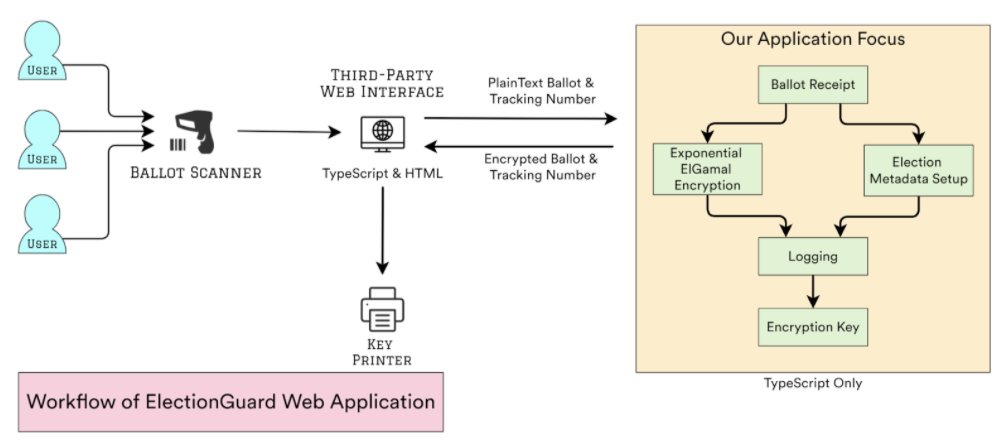 USER
USER
USER
BALLOT SCANNER
THIRD-PARTY
WEB INTERFACE
TypeScript & HTML
PlainText Ballot &
Tracking Number
Encrypted Ballot &
Tracking Number
KEY
PRINTER
Our Application Focus
Ballot Receipt
Exponential
ElGamal
Encryption
Election
Metadata Setup
Logging
Encryption Key
TypeScript Only
Workflow of ElectionGuard Web Application